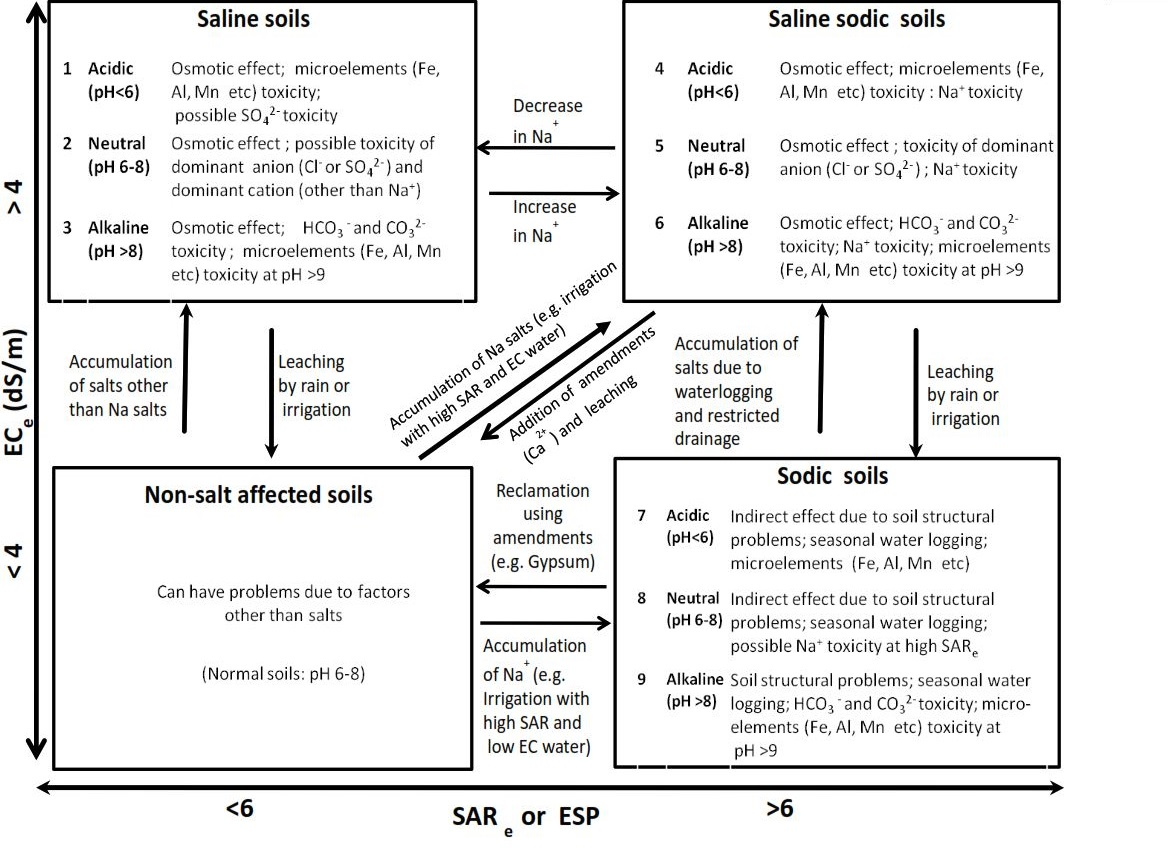 Saline soils
1 Acidic Osmotic effect; microelements (Fe,
(pH<6) Al, Mn etc) toxicity;
possible SO₄²⁻ toxicity
2 Neutral Osmotic effect ; possible toxicity of
(pH 6-8) dominant anion (Cl⁻ or SO₄²⁻) and
dominant cation (other than Na⁺)
3 Alkaline Osmotic effect; HCO₃⁻ and CO₃²⁻
(pH >8) toxicity ; microelements (Fe, Al, Mn
etc) toxicity at pH >9
Decrease
in Na⁺
Increase
in Na⁺
Saline sodic soils
4 Acidic Osmotic effect; microelements (Fe,
(pH<6) Al, Mn etc) toxicity : Na⁺ toxicity
5 Neutral Osmotic effect ; toxicity of dominant
(pH 6-8) anion (Cl⁻ or SO₄²⁻) ; Na⁺ toxicity
6 Alkaline Osmotic effect; HCO₃⁻ and CO₃²⁻
(pH >8) toxicity; Na⁺ toxicity; microelements
(Fe, Al, Mn etc) toxicity at pH >9
> 4
ECₑ (dS/m)
< 4
Accumulation
of salts other
than Na salts
Leaching
by rain or
irrigation
Accumulation of Na salts (e.g. irrigation
with high SAR and EC water)
Addition of amendments
(Ca²⁺) and leaching
Accumulation of
salts due to
waterlogging
and restricted
drainage
Leaching
by rain or
irrigation
Non-salt affected soils
Can have problems due to factors
other than salts
(Normal soils: pH 6-8)
Reclamation
using
amendments
(e.g. Gypsum)
Accumulation
of Na⁺ (e.g.
Irrigation with
high SAR and
low EC water)
Sodic soils
7 Acidic Indirect effect due to soil structural
(pH<6) problems; seasonal water logging;
microelements (Fe, Al, Mn etc)
8 Neutral Indirect effect due to soil structural
(pH 6-8) problems; seasonal water logging;
possible Na⁺ toxicity at high SARₑ
9 Alkaline Soil structural problems; seasonal water
(pH >8) logging; HCO₃⁻ and CO₃²⁻ toxicity; micro-
elements (Fe, Al, Mn etc) toxicity at
pH >9
<6
SARₑ or ESP
>6